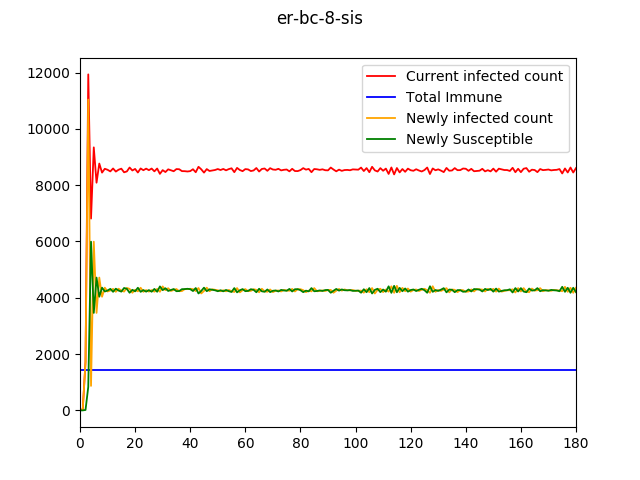 er-bc-8-sis
12000
10000
8000
6000
4000
2000
0
Current infected count
Total Immune
Newly infected count
Newly Susceptible
0 20 40 60 80 100 120 140 160 180